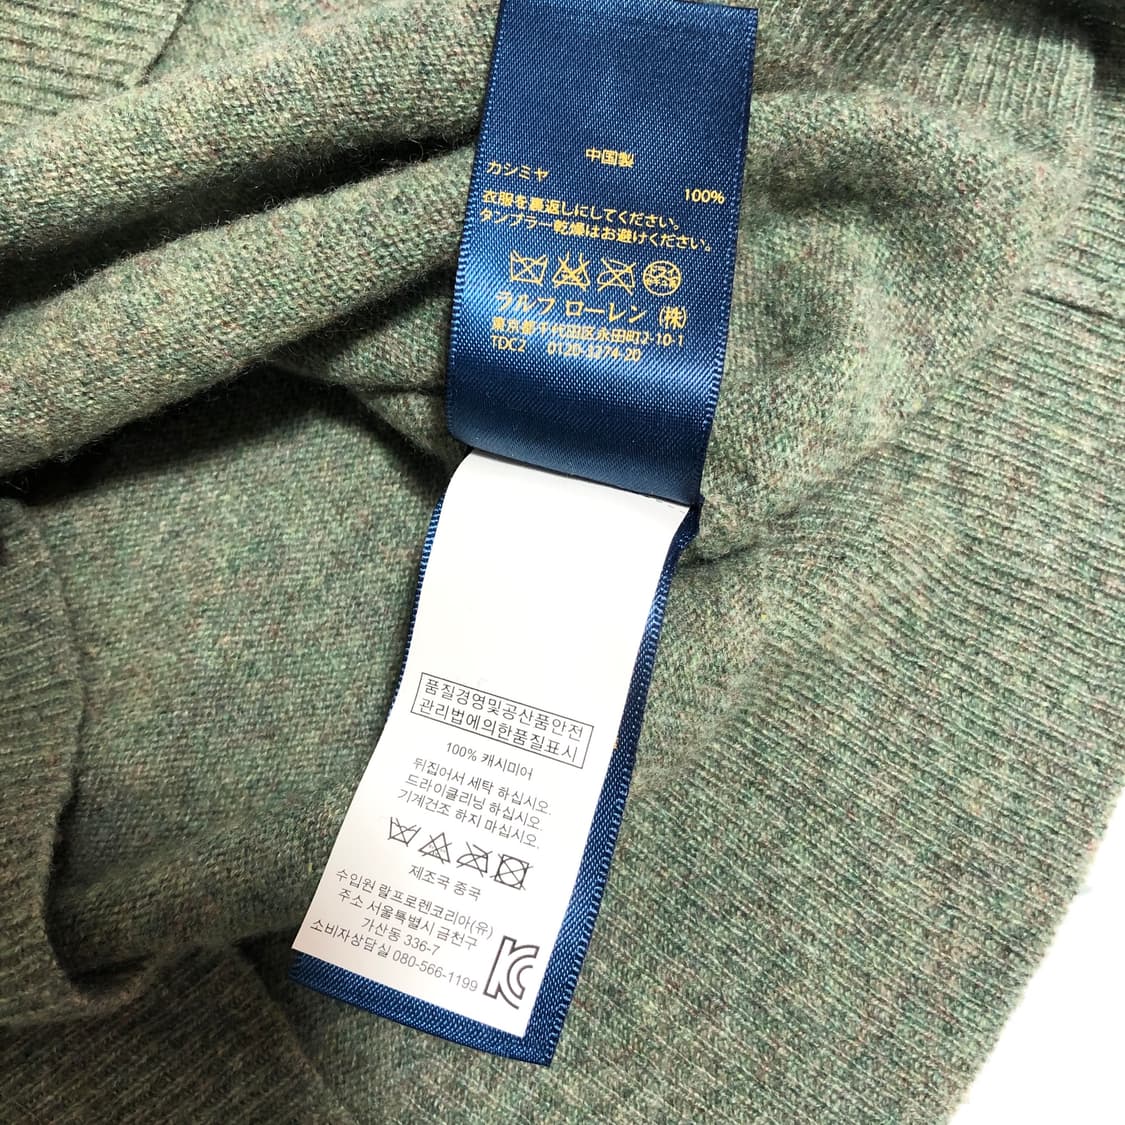 中国製
カシミヤ 100%
衣服を裏返しにしてください。
タンブラー乾燥はお避けください。
ラルフ ローレン (株)
東京都千代田区永田町2-10-1
TDC2 0120-3274-20
품질경영및공산품안전
관리법에의한품질표시
100% 캐시미어
뒤집어서 세탁 하십시오.
드라이클리닝 하십시오.
기계건조 하지 마십시오.
제조국 중국
수입원 랄프로렌코리아(유)
주소 서울특별시 금천구
가산동 336-7
소비자상담실 080-566-1199
KC